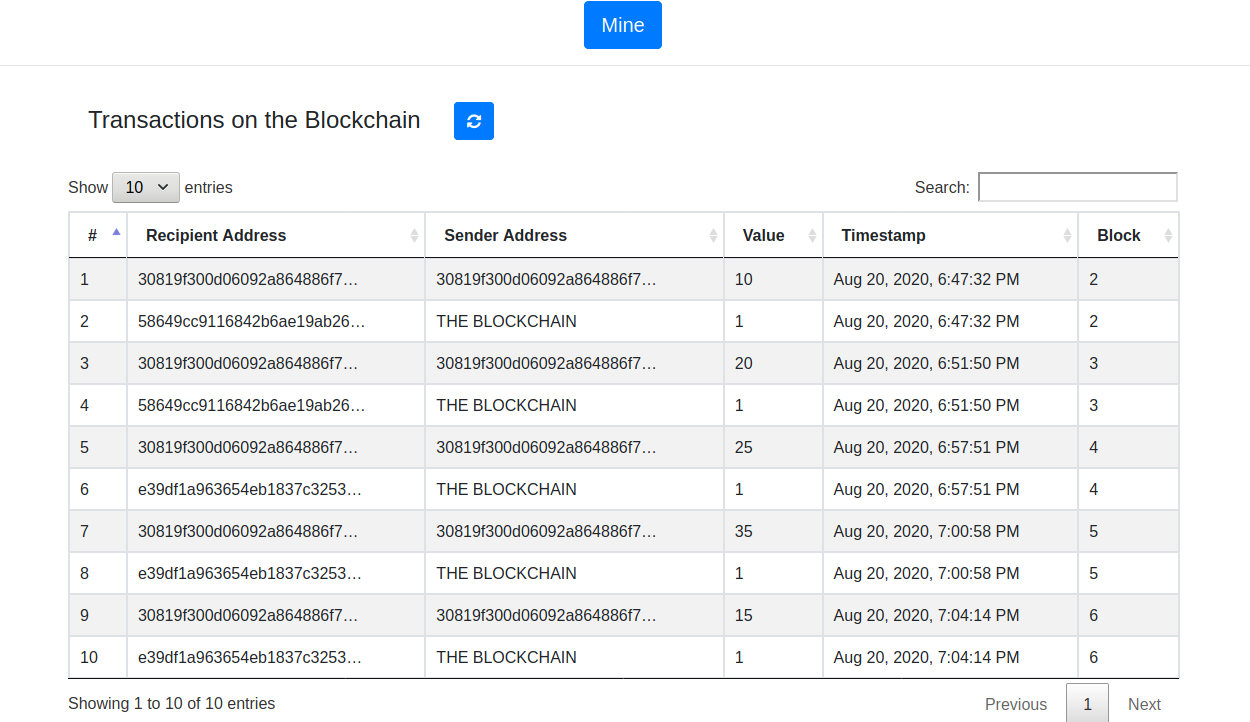 Mine
Transactions on the Blockchain
Show 10 entries Search:
# Recipient Address Sender Address Value Timestamp Block
1 30819f300d06092a864886f7… 30819f300d06092a864886f7… 10 Aug 20, 2020, 6:47:32 PM 2
2 58649cc9116842b6ae19ab26… THE BLOCKCHAIN 1 Aug 20, 2020, 6:47:32 PM 2
3 30819f300d06092a864886f7… 30819f300d06092a864886f7… 20 Aug 20, 2020, 6:51:50 PM 3
4 58649cc9116842b6ae19ab26… THE BLOCKCHAIN 1 Aug 20, 2020, 6:51:50 PM 3
5 30819f300d06092a864886f7… 30819f300d06092a864886f7… 25 Aug 20, 2020, 6:57:51 PM 4
6 e39df1a963654eb1837c3253… THE BLOCKCHAIN 1 Aug 20, 2020, 6:57:51 PM 4
7 30819f300d06092a864886f7… 30819f300d06092a864886f7… 35 Aug 20, 2020, 7:00:58 PM 5
8 e39df1a963654eb1837c3253… THE BLOCKCHAIN 1 Aug 20, 2020, 7:00:58 PM 5
9 30819f300d06092a864886f7… 30819f300d06092a864886f7… 15 Aug 20, 2020, 7:04:14 PM 6
10 e39df1a963654eb1837c3253… THE BLOCKCHAIN 1 Aug 20, 2020, 7:04:14 PM 6
Showing 1 to 10 of 10 entries Previous 1 Next